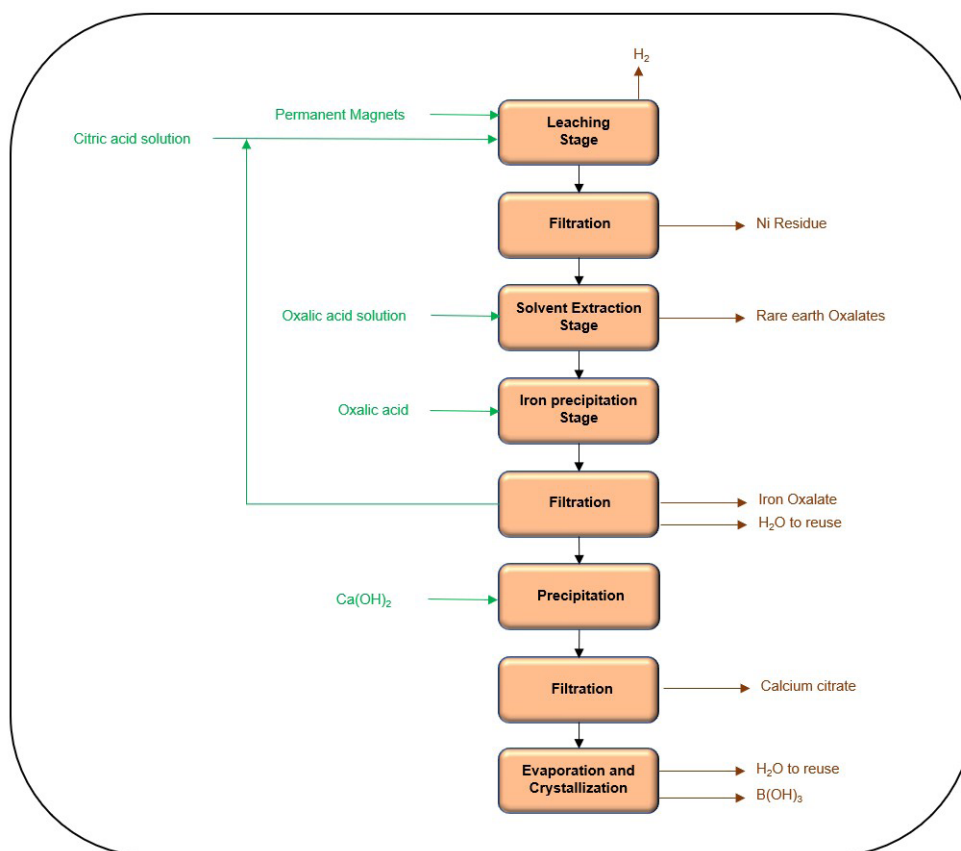 H₂
Permanent Magnets
Citric acid solution
Leaching
Stage
Filtration
Ni Residue
Oxalic acid solution
Solvent Extraction
Stage
Rare earth Oxalates
Oxalic acid
Iron precipitation
Stage
Filtration
Iron Oxalate
H₂O to reuse
Ca(OH)₂
Precipitation
Filtration
Calcium citrate
Evaporation and
Crystallization
H₂O to reuse
B(OH)₃